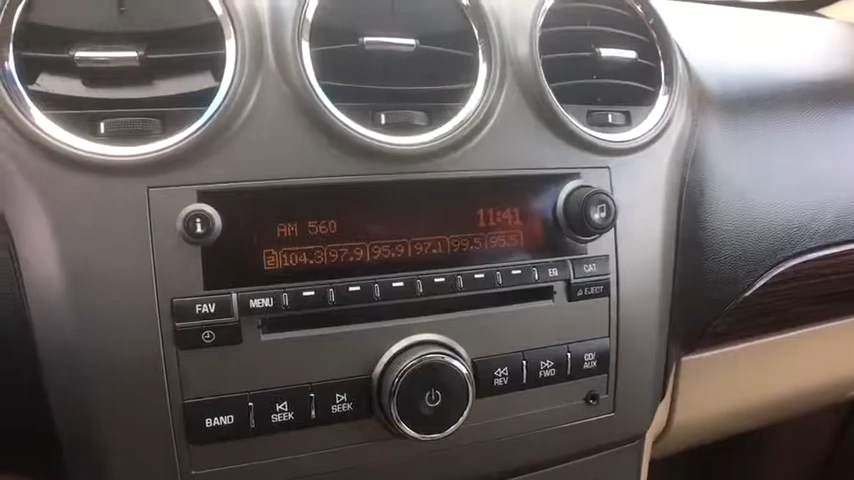 i
AM 560 11:41
2 104.3 97.9 95.9 97.1 99.5 95.5
FAV MENU EQ CAT
EJECT
REV FWD CD/AUX
BAND SEEK SEEK